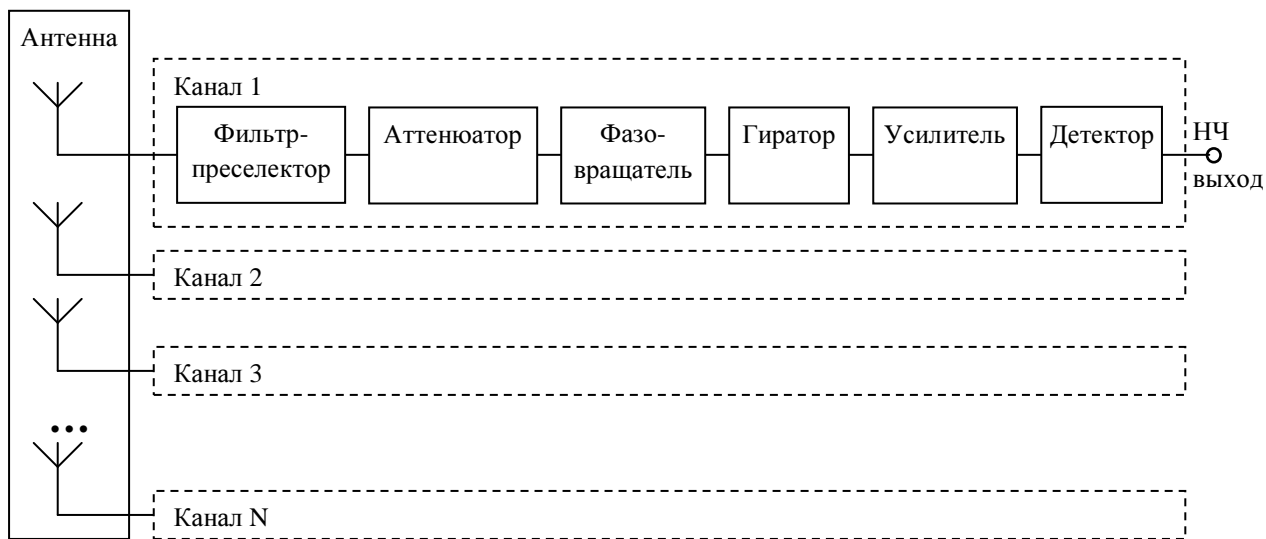 Антенна
Канал 1
Фильтр-
преселектор
Аттенюатор
Фазо-
вращатель
Гиратор
Усилитель
Детектор
НЧ
выход
Канал 2
Канал 3
...
Канал N